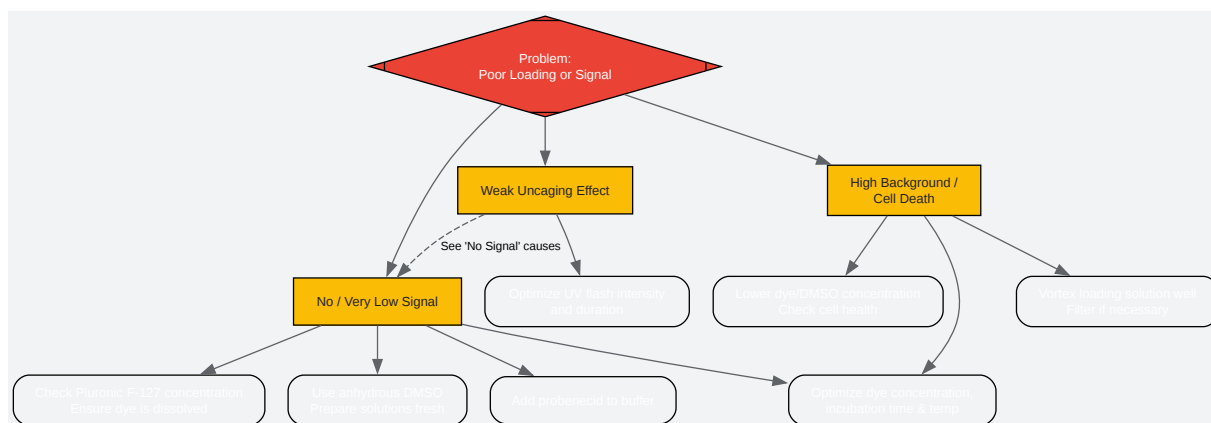 Problem:
Poor Loading or Signal
Weak Uncaging Effect
High Background /
Cell Death
See 'No Signal' causes
No / Very Low Signal
Optimize UV flash intensity
and duration
Lower dye/DMSO concentration
Check cell health
Vortex loading solution well
Filter if necessary
Check Pluronic F-127 concentration
Ensure dye is dissolved
Use anhydrous DMSO
Prepare solutions fresh
Add probenecid to buffer
Optimize dye concentration,
incubation time & temp